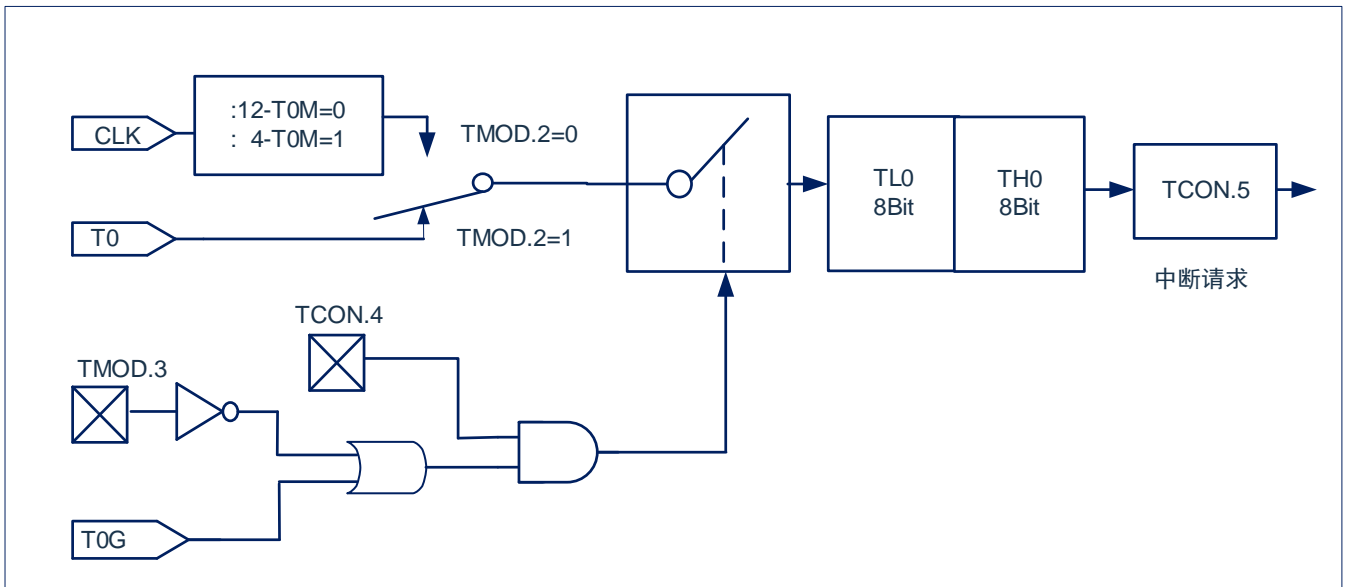 :12-T0M=0
: 4-T0M=1
CLK
TMOD.2=0
T0
TMOD.2=1
TL0
8Bit
TH0
8Bit
TCON.5
中断请求
TCON.4
TMOD.3
T0G